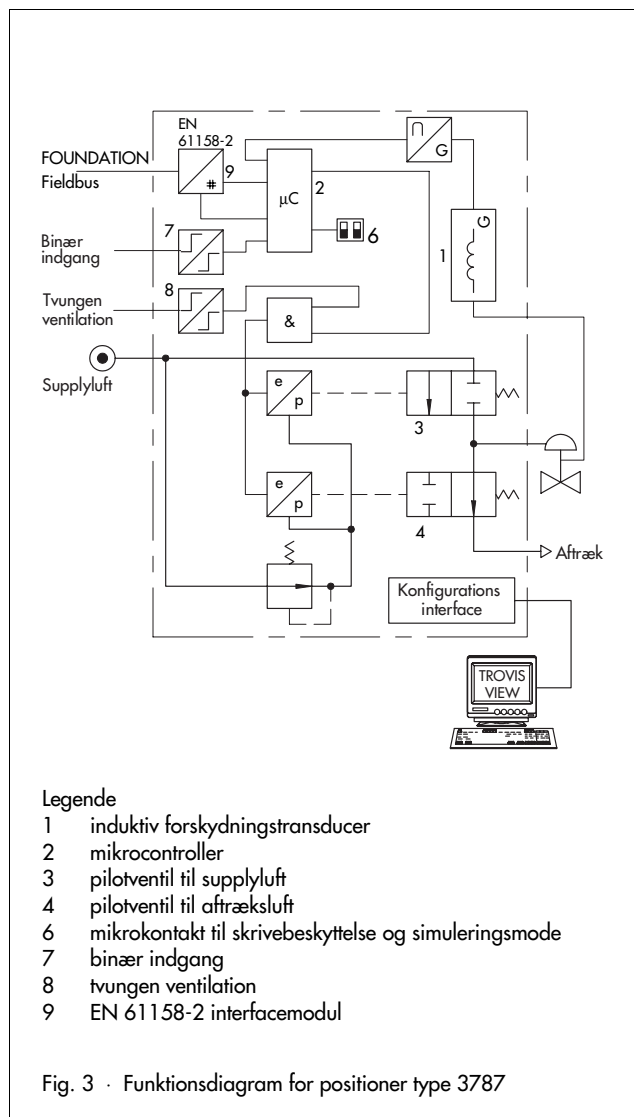 EN
61158-2
FOUNDATION
Fieldbus
#
9
µC
2
∩
G
6
Binær
indgang
7
1
G
Tvungen
ventilation
8
&
Supplyluft
e
p
3
e
p
4
Aftræk
Konfigurations
interface
TROVIS
VIEW
Legende
1 induktiv forskydningstransducer
2 mikrocontroller
3 pilotventil til supplyluft
4 pilotventil til aftræksluft
6 mikrokontakt til skrivebeskyttelse og simuleringsmode
7 binær indgang
8 tvungen ventilation
9 EN 61158-2 interfacemodul
Fig. 3 · Funktionsdiagram for positioner type 3787